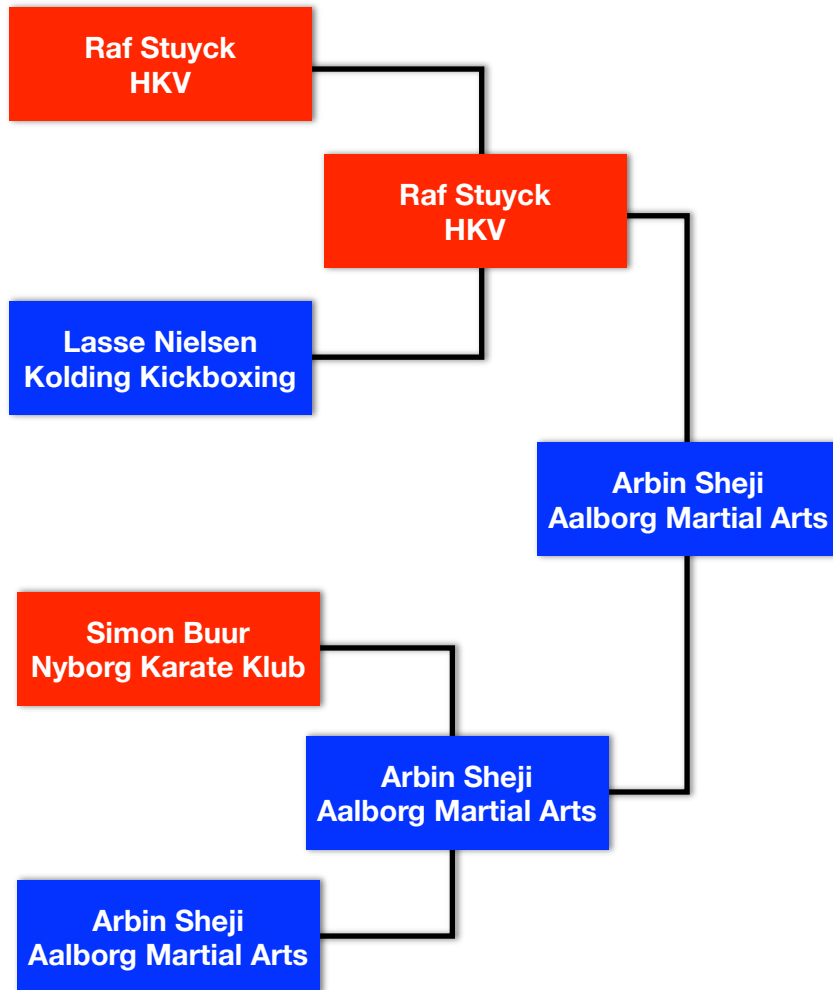 Raf Stuyck
HKV
Raf Stuyck
HKV
Lasse Nielsen
Kolding Kickboxing
Arbin Sheji
Aalborg Martial Arts
Simon Buur
Nyborg Karate Klub
Arbin Sheji
Aalborg Martial Arts
Arbin Sheji
Aalborg Martial Arts